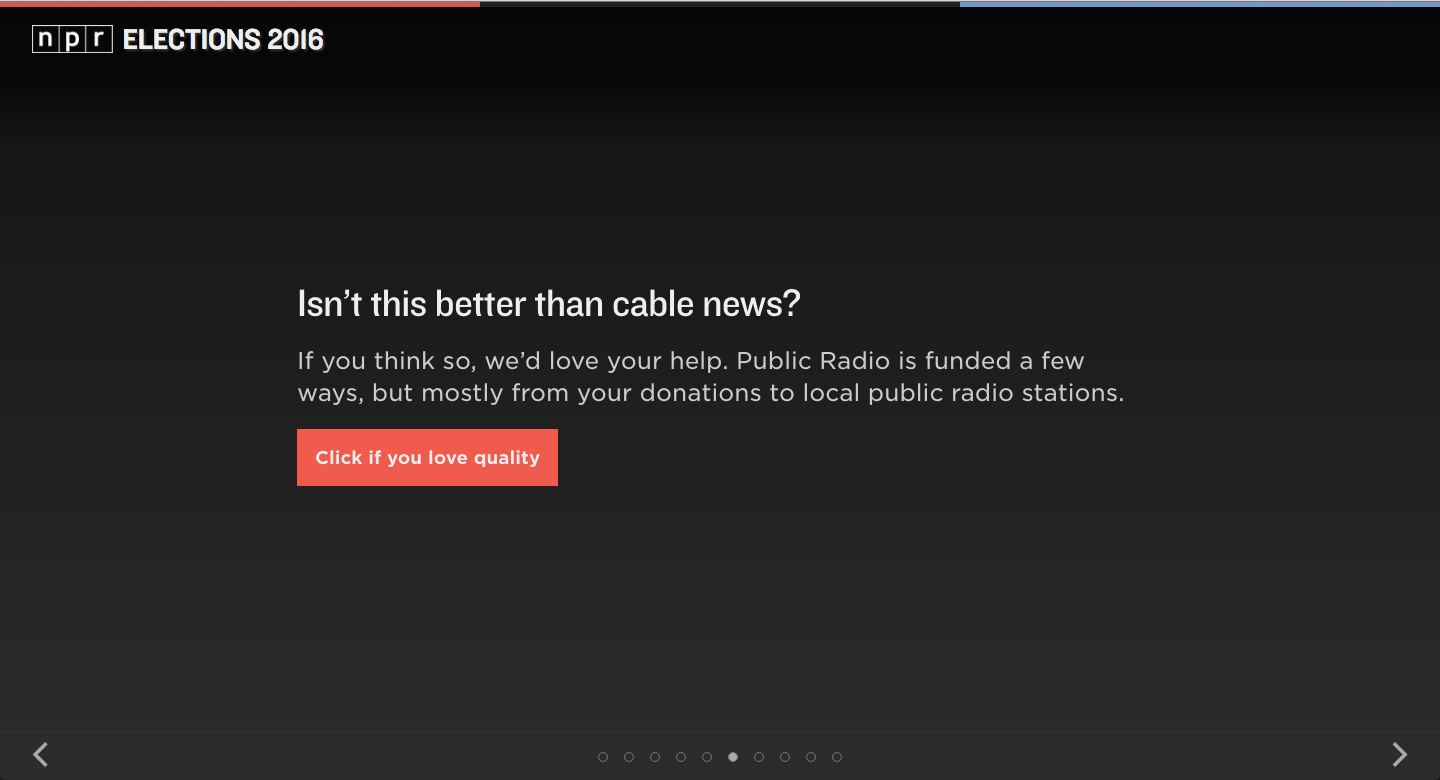 npr ELECTIONS 2016
Isn’t this better than cable news?
If you think so, we’d love your help. Public Radio is funded a few
ways, but mostly from your donations to local public radio stations.
Click if you love quality